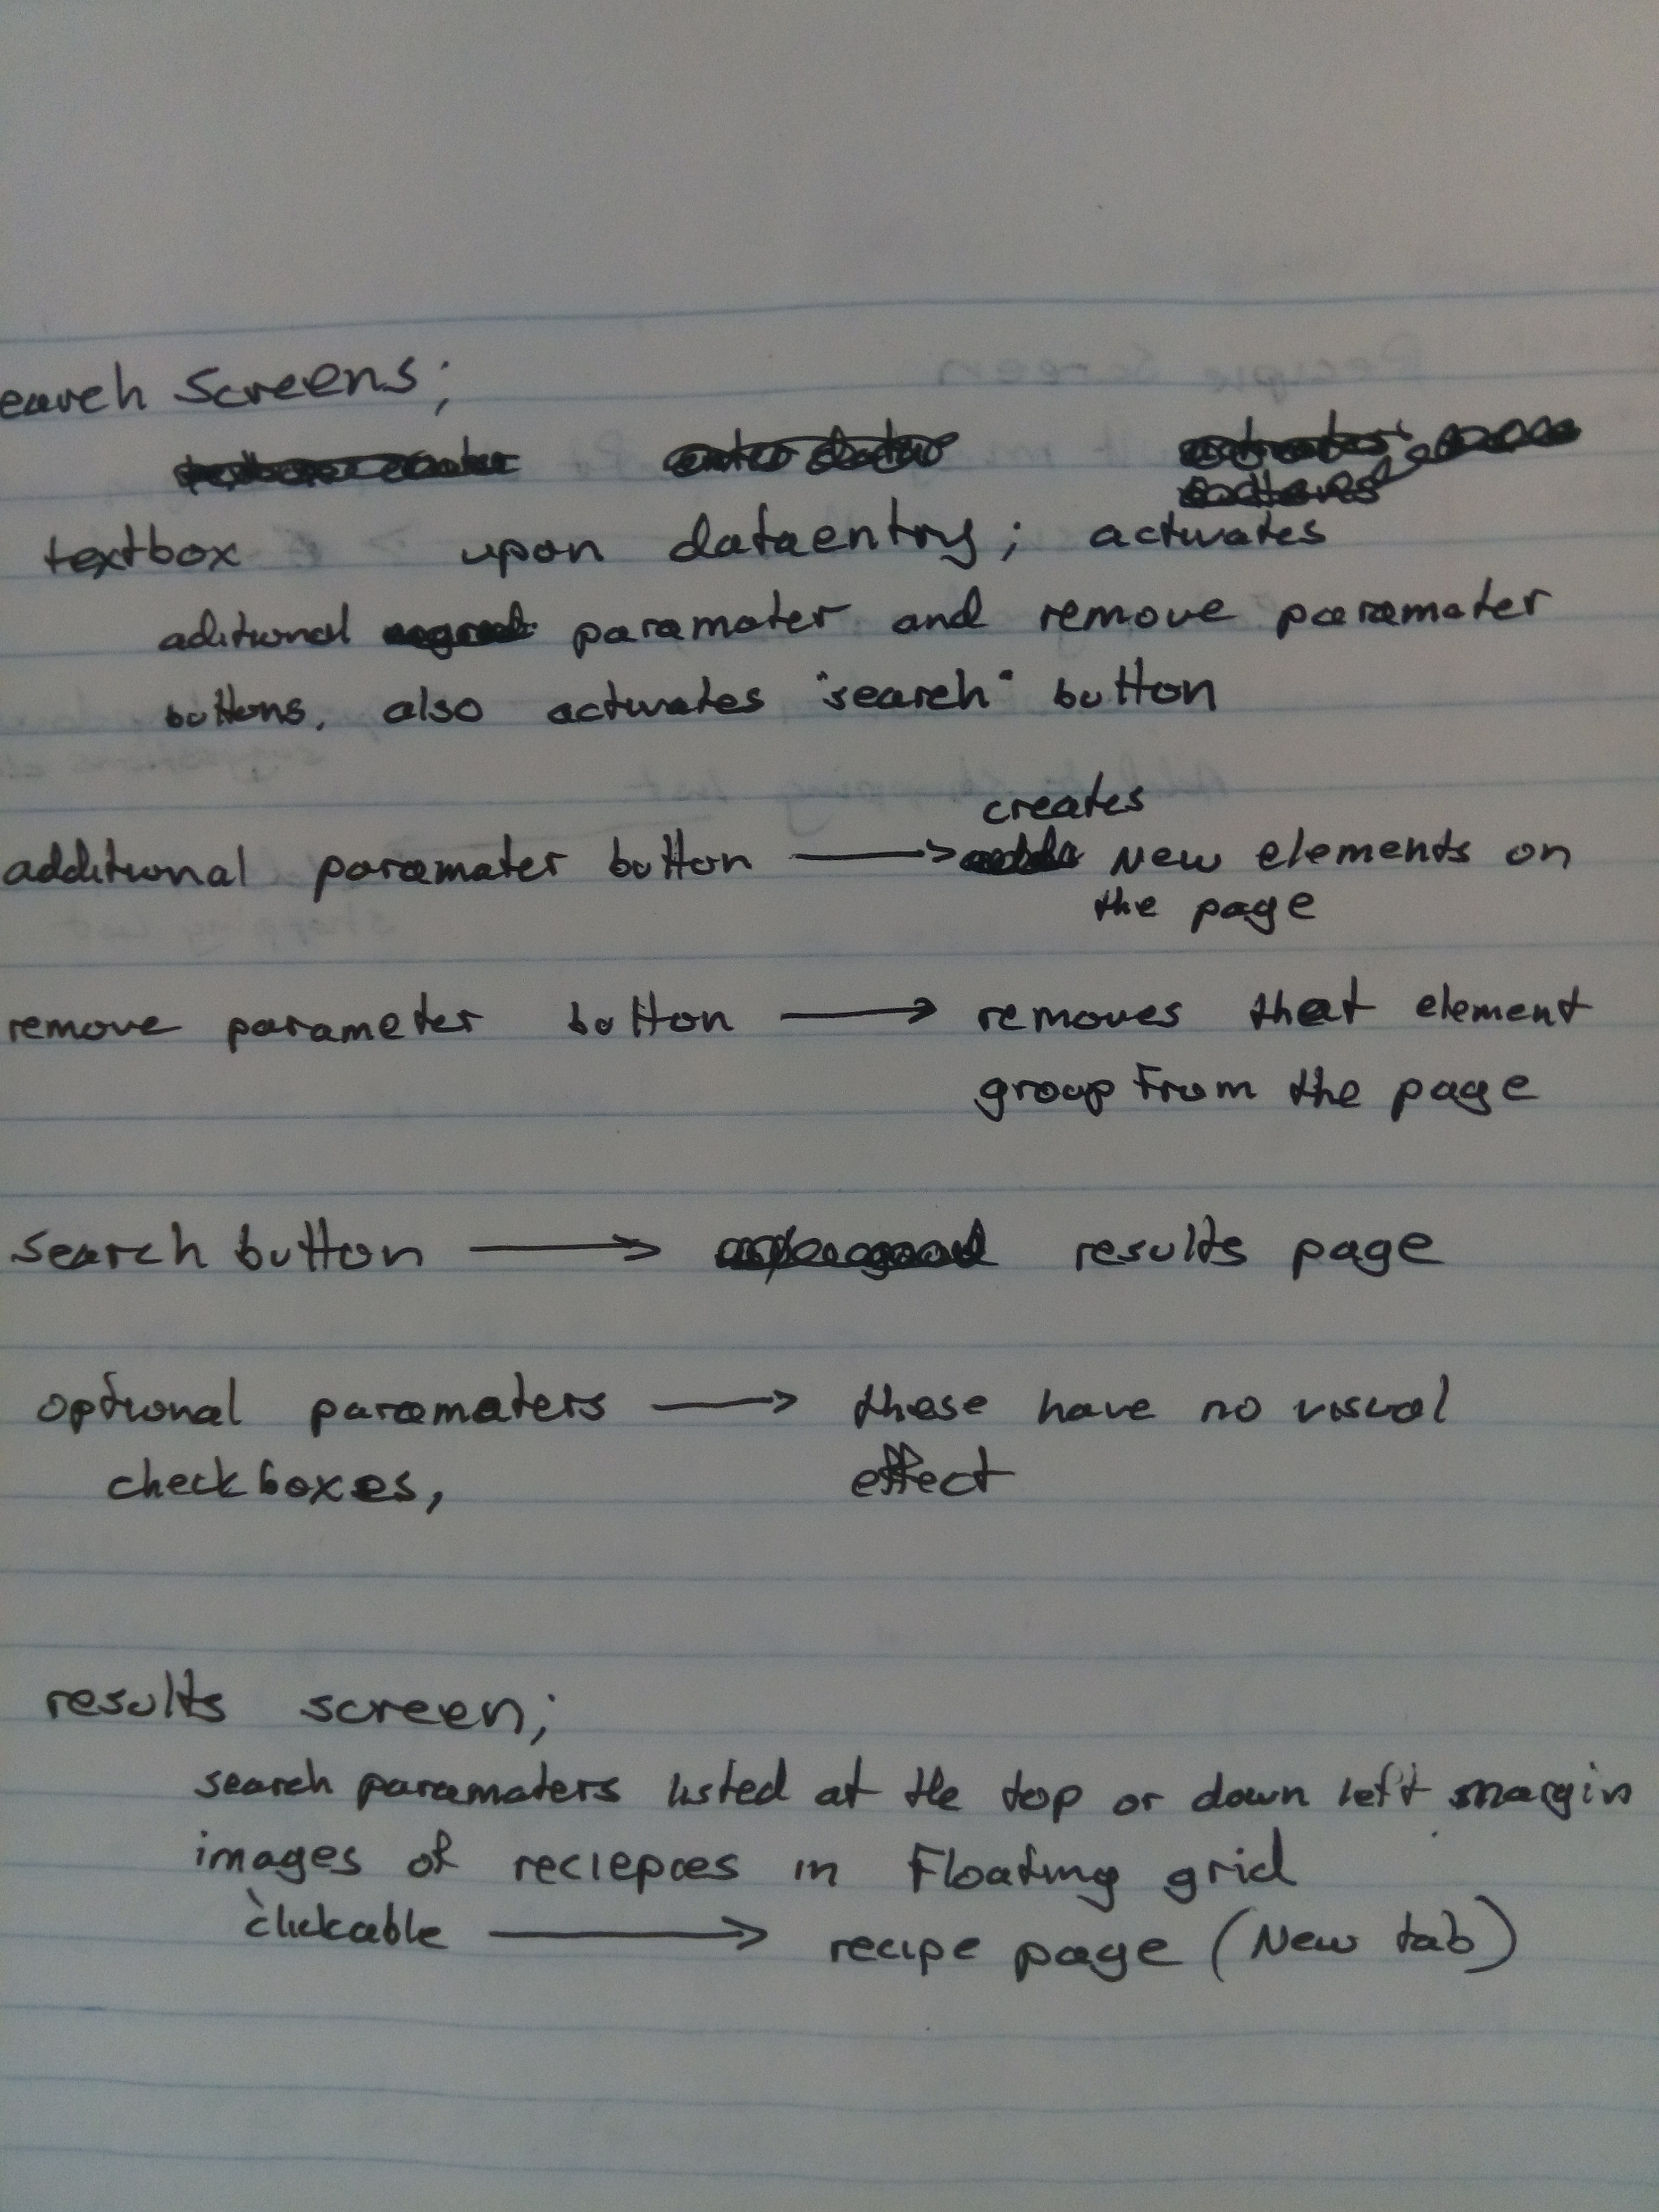 earch Screens;
textbox upon dataentry; activates
aditional paramater and remove paramater
buttons, also activates "search" button
creates
additional paramater button → New elements on
the page
remove parameter button → removes that element
group from the page
search button → results page
optional paramaters → these have no visual
checkboxes, effect
results screen;
search paramaters listed at the top or down left margin
images of in Floating grid
clickable → recipe page (New tab)